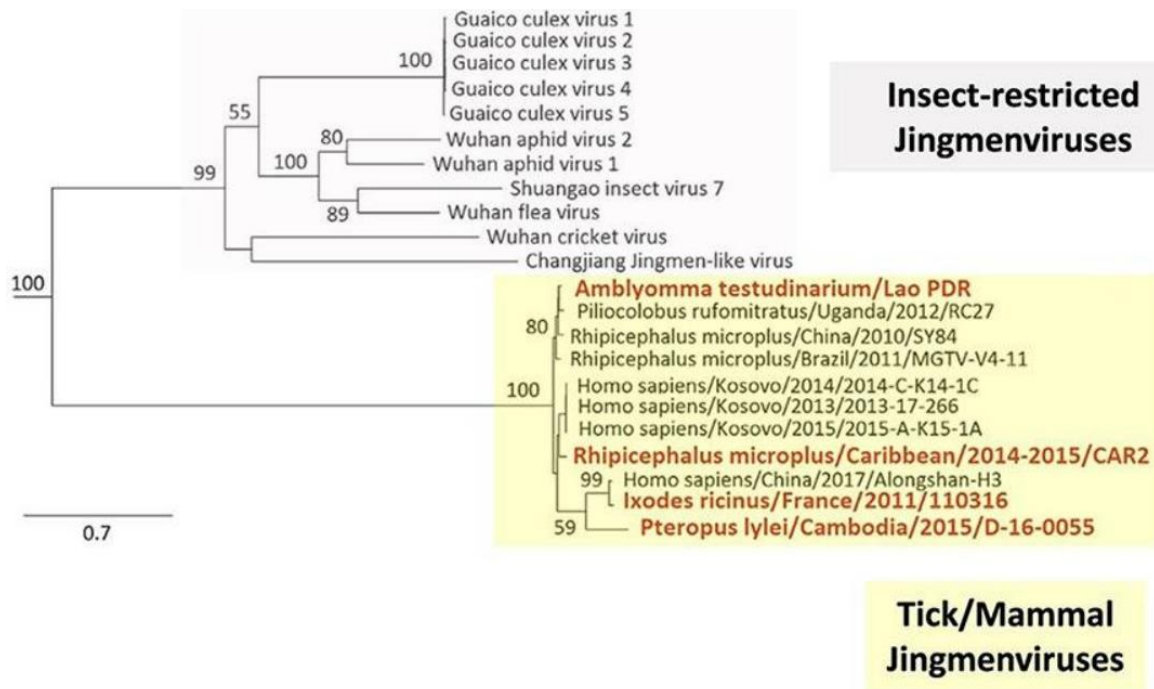 Guaico culex virus 1
Guaico culex virus 2
100
Guaico culex virus 3
Guaico culex virus 4
Guaico culex virus 5
55
80
Wuhan aphid virus 2
100
Wuhan aphid virus 1
99
Shuangao insect virus 7
89
Wuhan flea virus
Wuhan cricket virus
Changjiang Jingmen-like virus
Insect-restricted
Jingmenviruses
100
Amblyomma testudinarium/Lao PDR
Piliocolobus rufomitratus/Uganda/2012/RC27
80
Rhipicephalus microplus/China/2010/SY84
Rhipicephalus microplus/Brazil/2011/MGTV-V4-11
100
Homo sapiens/Kosovo/2014/2014-C-K14-1C
Homo sapiens/Kosovo/2013/2013-17-266
Homo sapiens/Kosovo/2015/2015-A-K15-1A
Rhipicephalus microplus/Caribbean/2014-2015/CAR2
99
Homo sapiens/China/2017/Alongshan-H3
Ixodes ricinus/France/2011/110316
59
Pteropus lylei/Cambodia/2015/D-16-0055
0.7
Tick/Mammal
Jingmenviruses